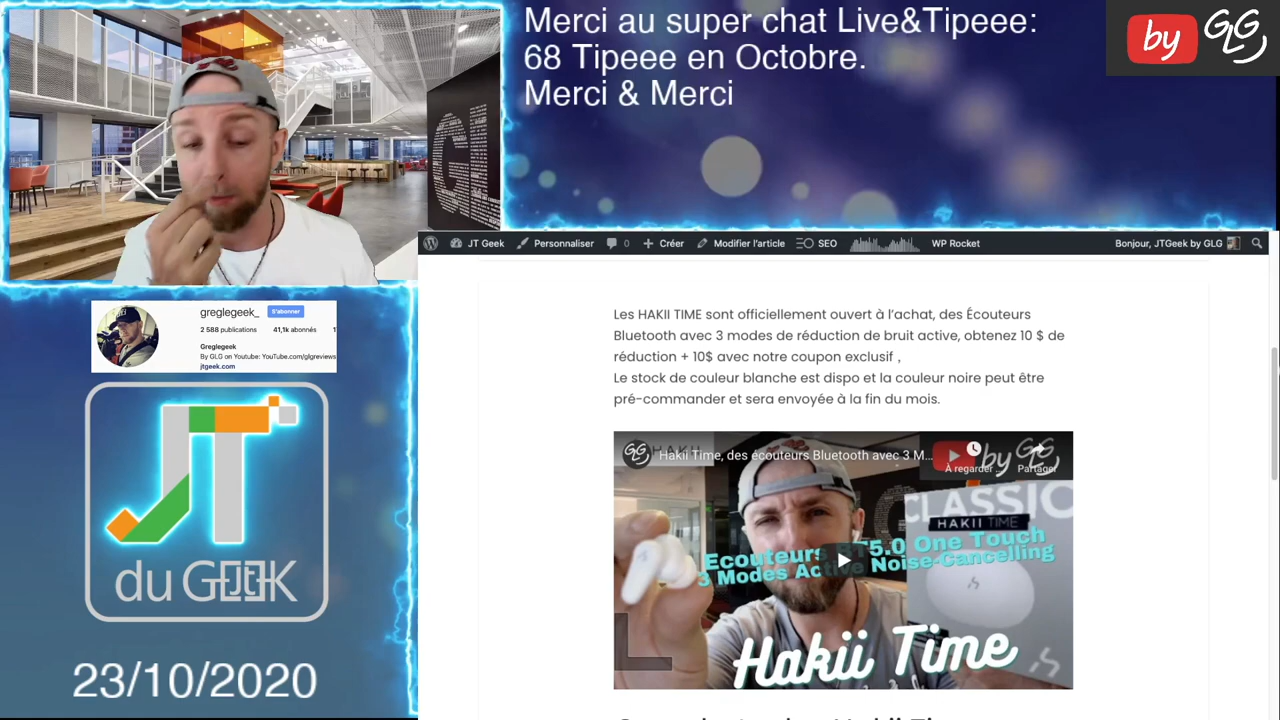 Merci au super chat Live&Tipeee:
68 Tipeee en Octobre.
Merci & Merci
by GLG
JT Geek
Personnaliser
0
Créer
Modifier l'article
SEO
WP Rocket
Bonjour, JTGeek by GLG
greglegeek_
S'abonner
2 588 publications
41,1k abonnés
Greglegeek
By GLG on Youtube: YouTube.com/glgreviews
jtgeek.com
JT
du GEEK
23/10/2020
Les HAKII TIME sont officiellement ouvert à l'achat, des Écouteurs
Bluetooth avec 3 modes de réduction de bruit active, obtenez 10 $ de
réduction + 10$ avec notre coupon exclusif ,
Le stock de couleur blanche est dispo et la couleur noire peut être
pré-commander et sera envoyée à la fin du mois.
GLG
HAKII
Hakii Time, des écouteurs Bluetooth avec 3 M...
by GLG
À regarder ...
Partager
CLASSIC
HAKII TIME
Ecouteurs BT5.0 One Touch
3 Modes Active Noise-Cancelling
Hakii Time